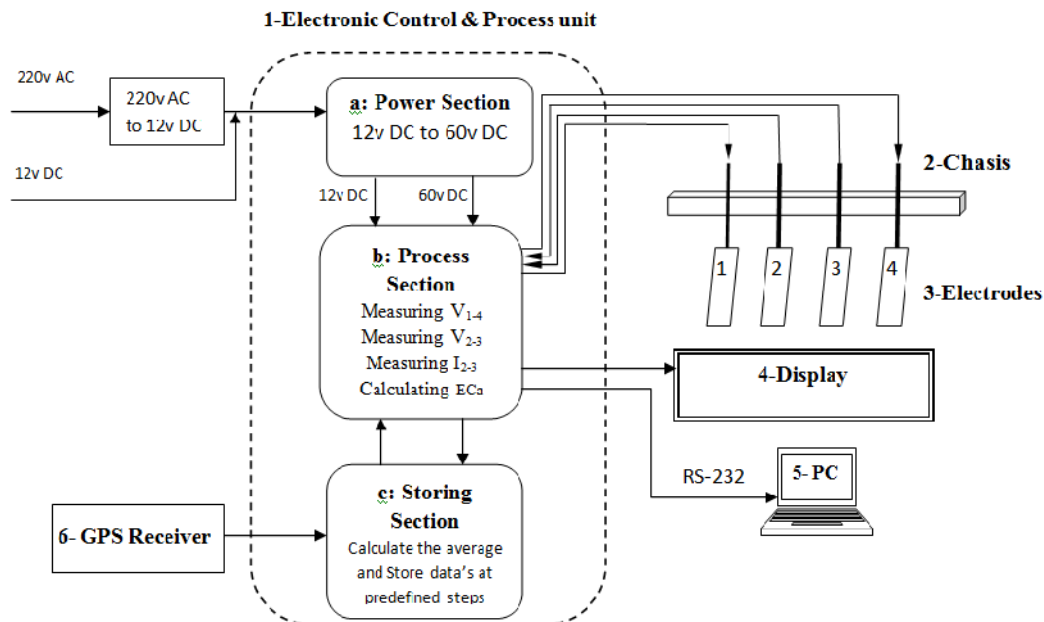 1-Electronic Control & Process unit
220v AC
220v AC
to 12v DC
12v DC
a: Power Section
12v DC to 60v DC
12v DC
60v DC
b: Process
Section
Measuring V1-4
Measuring V2-3
Measuring I2-3
Calculating ECa
c: Storing
Section
Calculate the average
and Store data's at
predefined steps
6- GPS Receiver
2-Chasis
1
2
3
4
3-Electrodes
4-Display
RS-232
5- PC